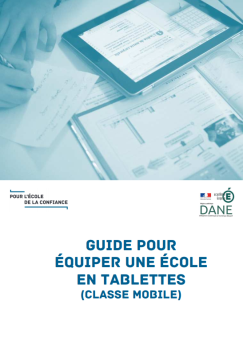 POUR L'ÉCOLE
DE LA CONFIANCE
DANE
GUIDE POUR
ÉQUIPER UNE ÉCOLE
EN TABLETTES
(CLASSE MOBILE)